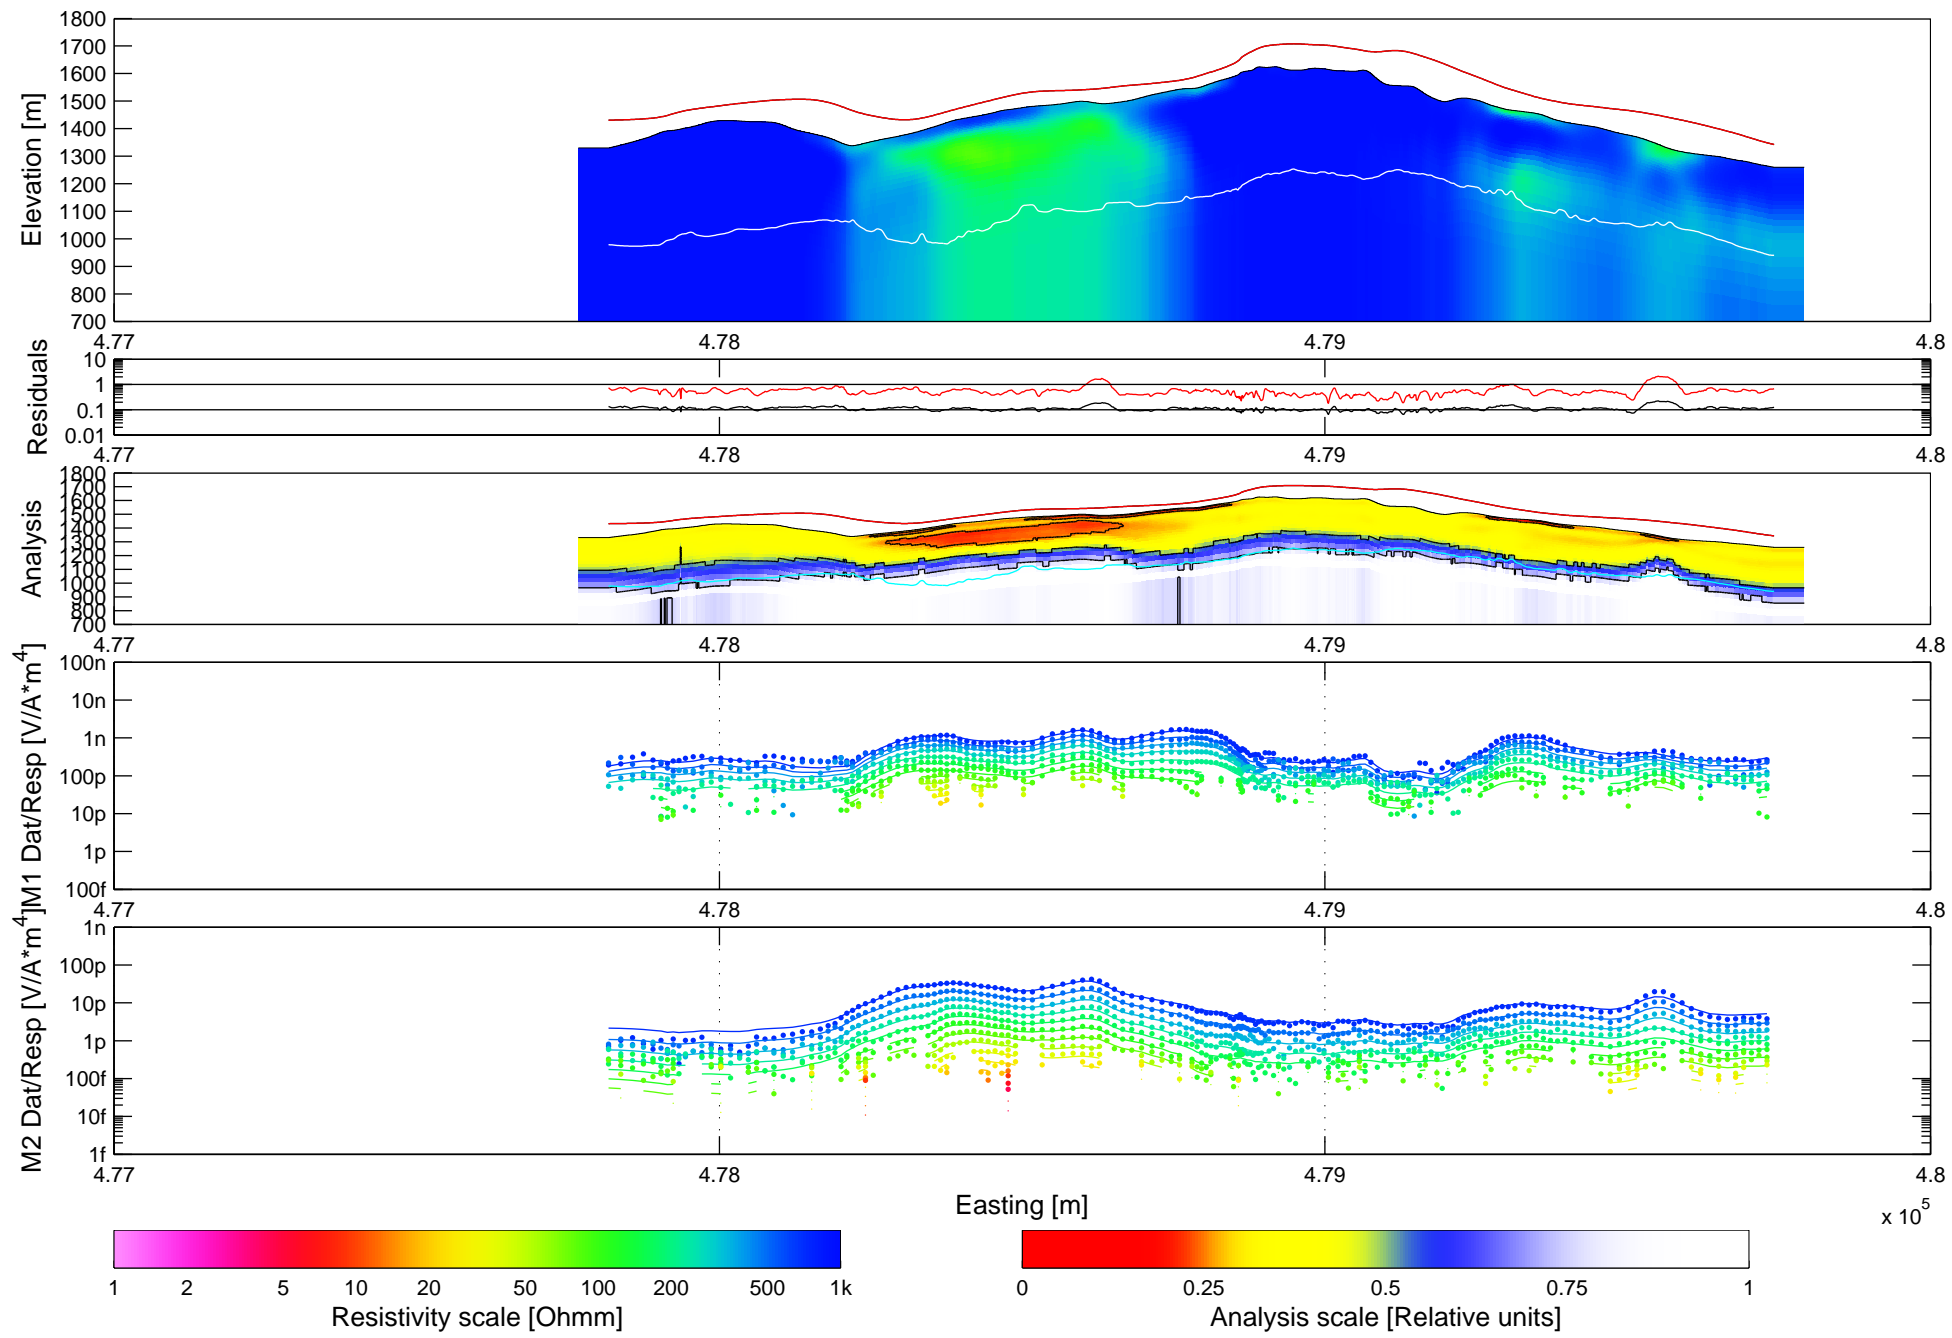 1800
1700
1600
1500
1400
1300
1200
1100
1000
900
800
700
Elevation [m]
4.77 4.78 4.79 4.8
10
1
0.1
0.01
Residuals
4.77 4.78 4.79 4.8
1800
1700
1600
1500
1400
1300
1200
1100
1000
900
800
700
Analysis
4.77 4.78 4.79 4.8
100n
10n
1n
100p
10p
1p
100f
M1 Dat/Resp [V/A*m^4]
4.77 4.78 4.79 4.8
1n
100p
10p
1p
100f
10f
1f
M2 Dat/Resp [V/A*m^4]
4.77 4.78 4.79 4.8
Easting [m]
x 10^5
1 2 5 10 20 50 100 200 500 1k
Resistivity scale [Ohmm]
0 0.25 0.5 0.75 1
Analysis scale [Relative units]